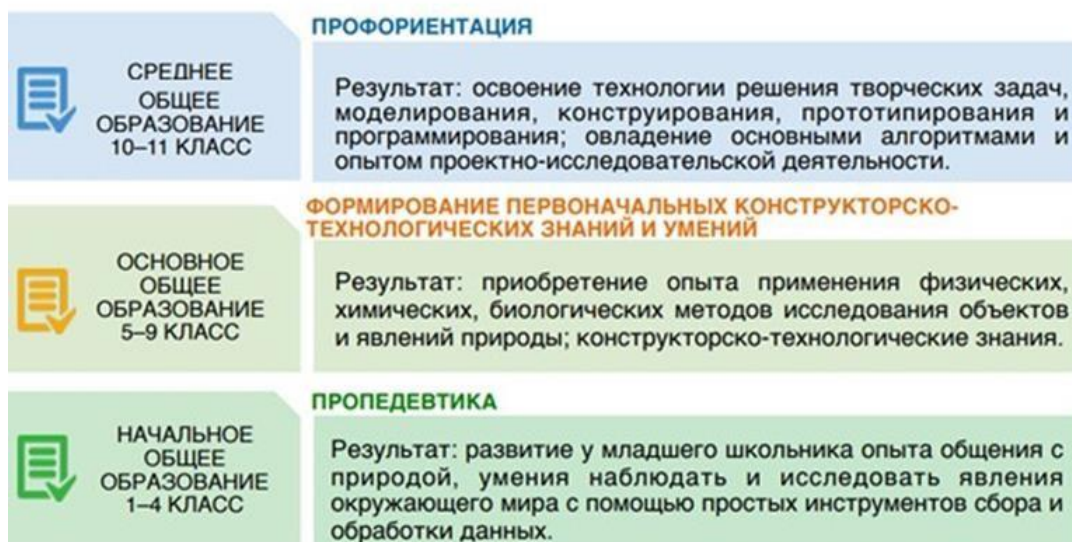 ПРОФОРИЕНТАЦИЯ
СРЕДНЕЕ
ОБЩЕЕ
ОБРАЗОВАНИЕ
10–11 КЛАСС
Результат: освоение технологии решения творческих задач,
моделирования, конструирования, прототипирования и
программирования; овладение основными алгоритмами и
опытом проектно-исследовательской деятельности.
ФОРМИРОВАНИЕ ПЕРВОНАЧАЛЬНЫХ КОНСТРУКТОРСКО-
ТЕХНОЛОГИЧЕСКИХ ЗНАНИЙ И УМЕНИЙ
ОСНОВНОЕ
ОБЩЕЕ
ОБРАЗОВАНИЕ
5–9 КЛАСС
Результат: приобретение опыта применения физических,
химических, биологических методов исследования объектов
и явлений природы; конструкторско-технологические знания.
ПРОПЕДЕВТИКА
НАЧАЛЬНОЕ
ОБЩЕЕ
ОБРАЗОВАНИЕ
1–4 КЛАСС
Результат: развитие у младшего школьника опыта общения с
природой, умения наблюдать и исследовать явления
окружающего мира с помощью простых инструментов сбора и
обработки данных.